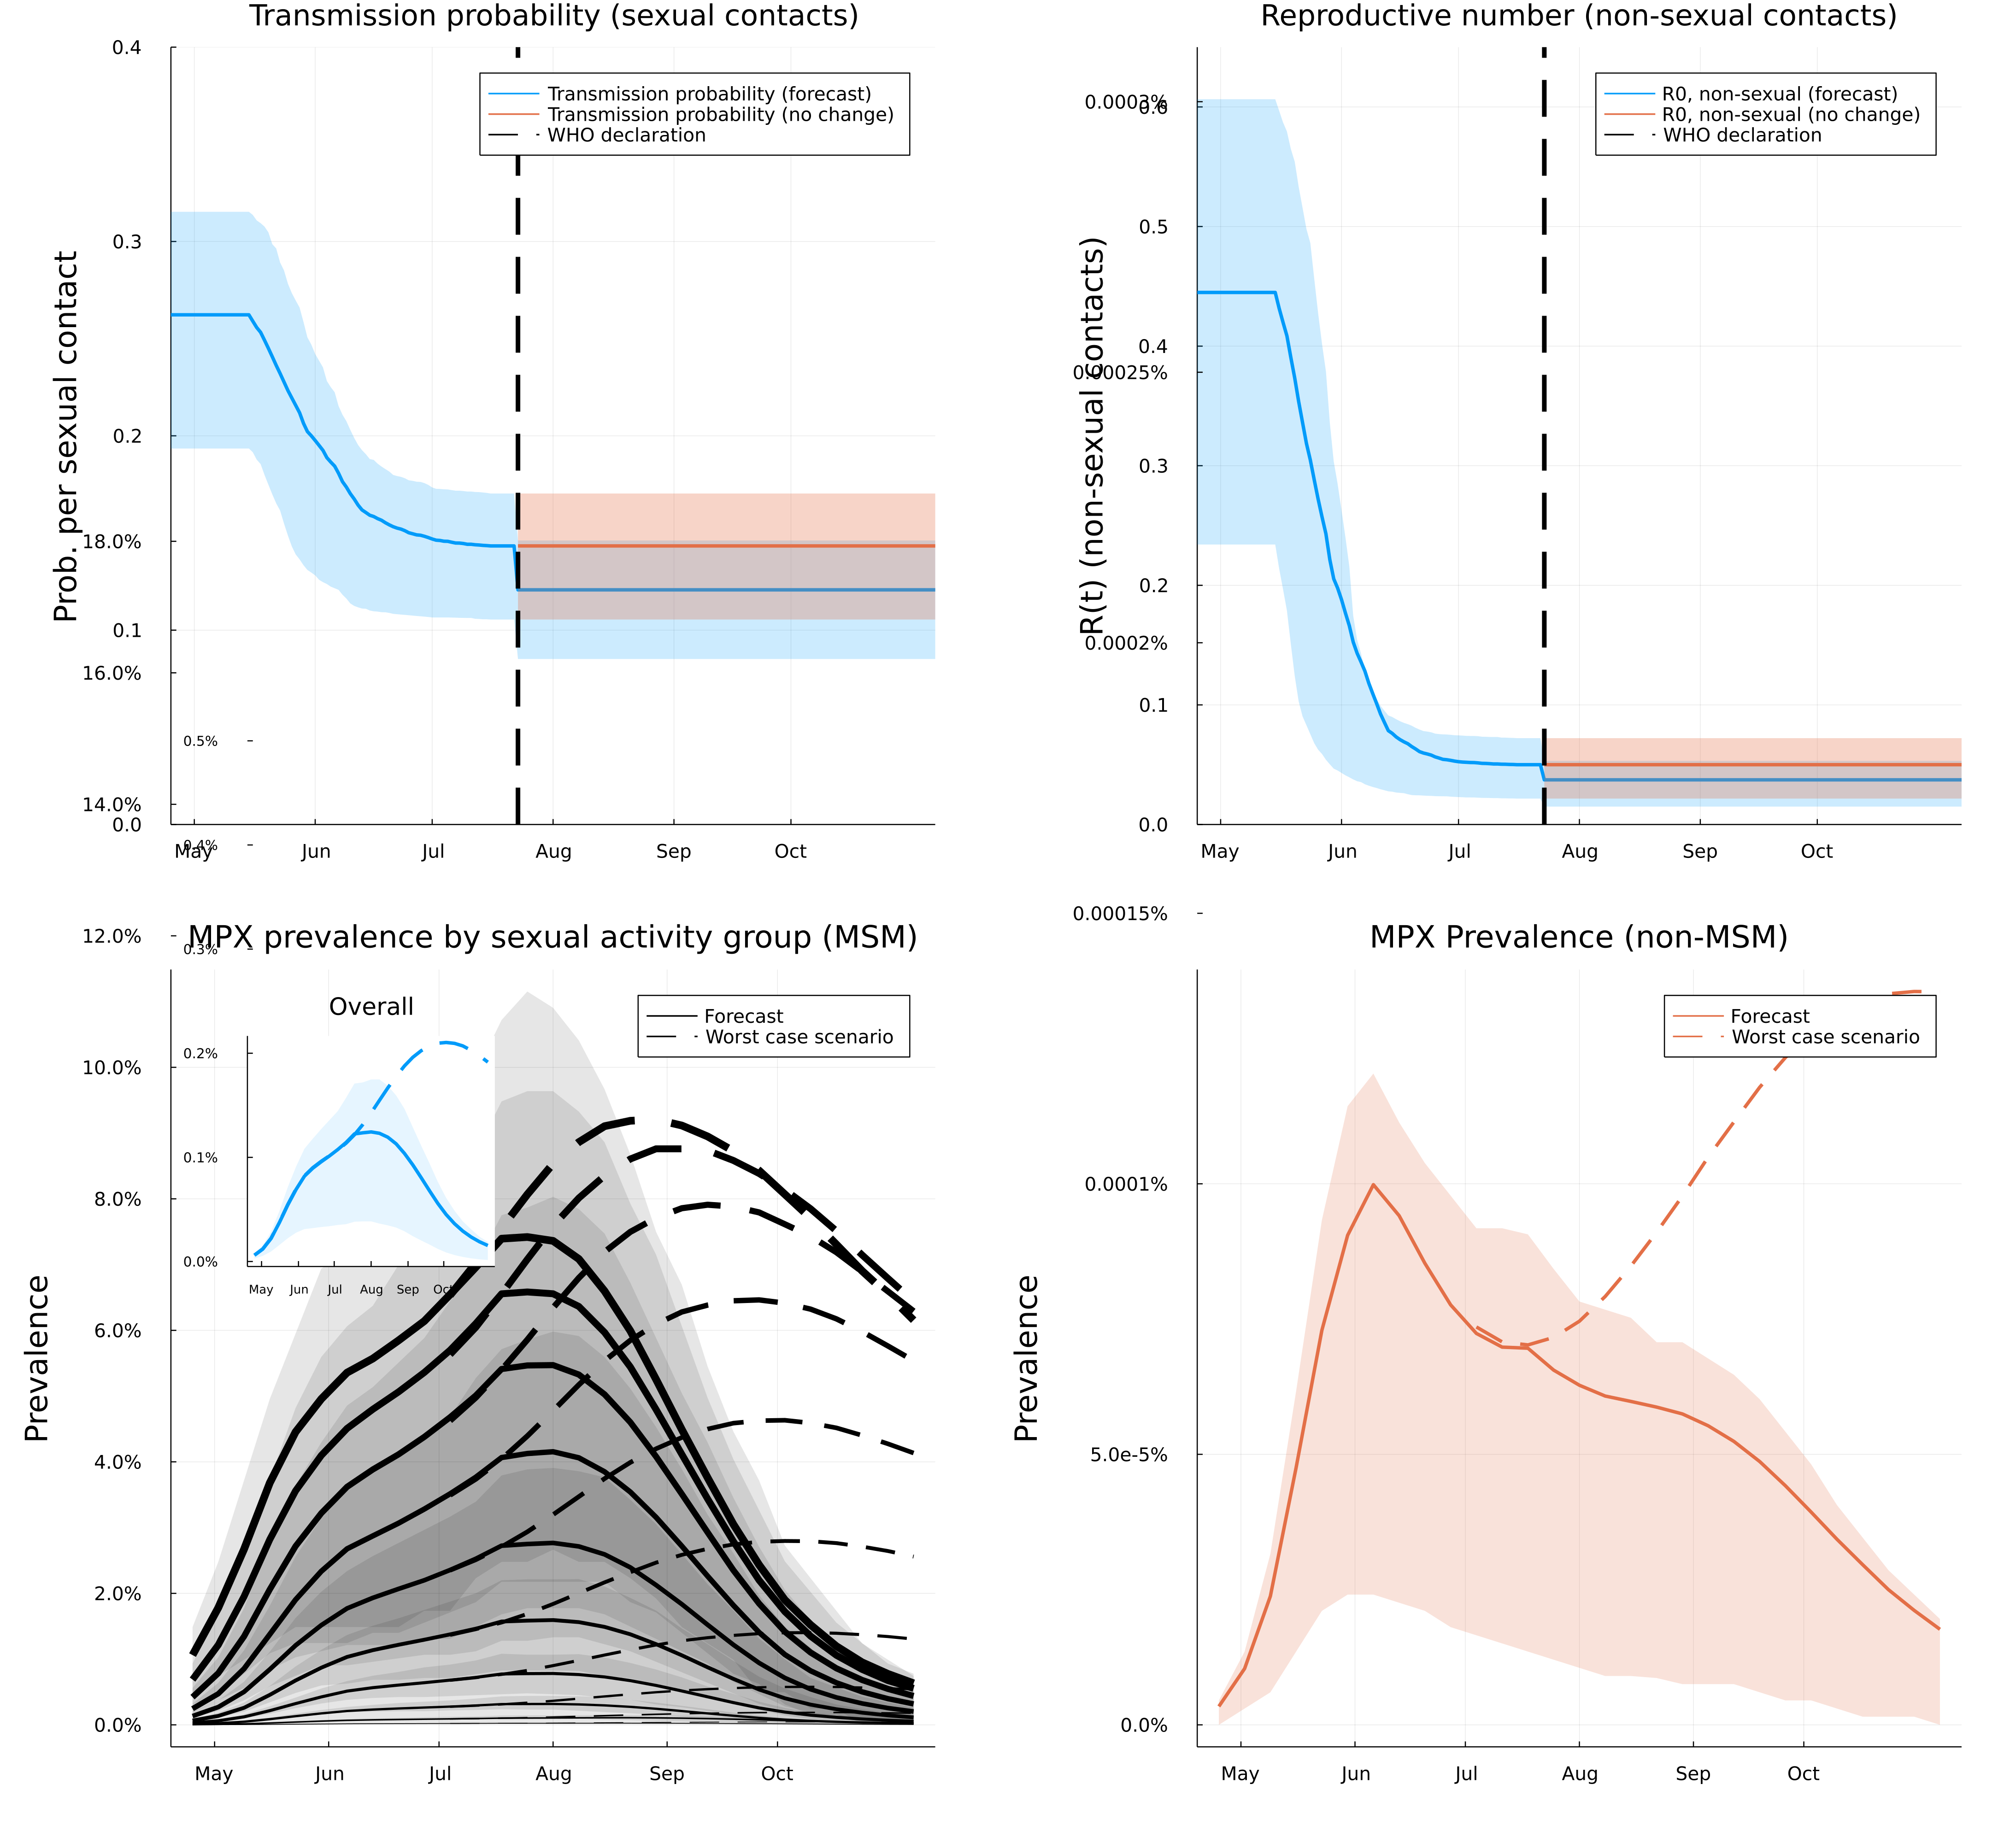 Transmission probability (sexual contacts)
0.4
0.3
0.2
18.0%
0.1
16.0%
0.5%
14.0%
0.0
0.4%
Prob. per sexual contact
Transmission probability (forecast)
Transmission probability (no change)
WHO declaration
May Jun Jul Aug Sep Oct
Reproductive number (non-sexual contacts)
0.0003%
0.6
0.5
0.4
0.00025%
0.3
0.2
0.0002%
0.1
0.0
R(t) (non-sexual contacts)
R0, non-sexual (forecast)
R0, non-sexual (no change)
WHO declaration
May Jun Jul Aug Sep Oct
MPX prevalence by sexual activity group (MSM)
12.0%
0.3%
10.0%
8.0%
6.0%
4.0%
2.0%
0.0%
Prevalence
Overall
0.2%
0.1%
0.0%
May Jun Jul Aug Sep Oct
Forecast
Worst case scenario
May Jun Jul Aug Sep Oct
0.00015%
MPX Prevalence (non-MSM)
0.0001%
5.0e-5%
0.0%
Prevalence
Forecast
Worst case scenario
May Jun Jul Aug Sep Oct